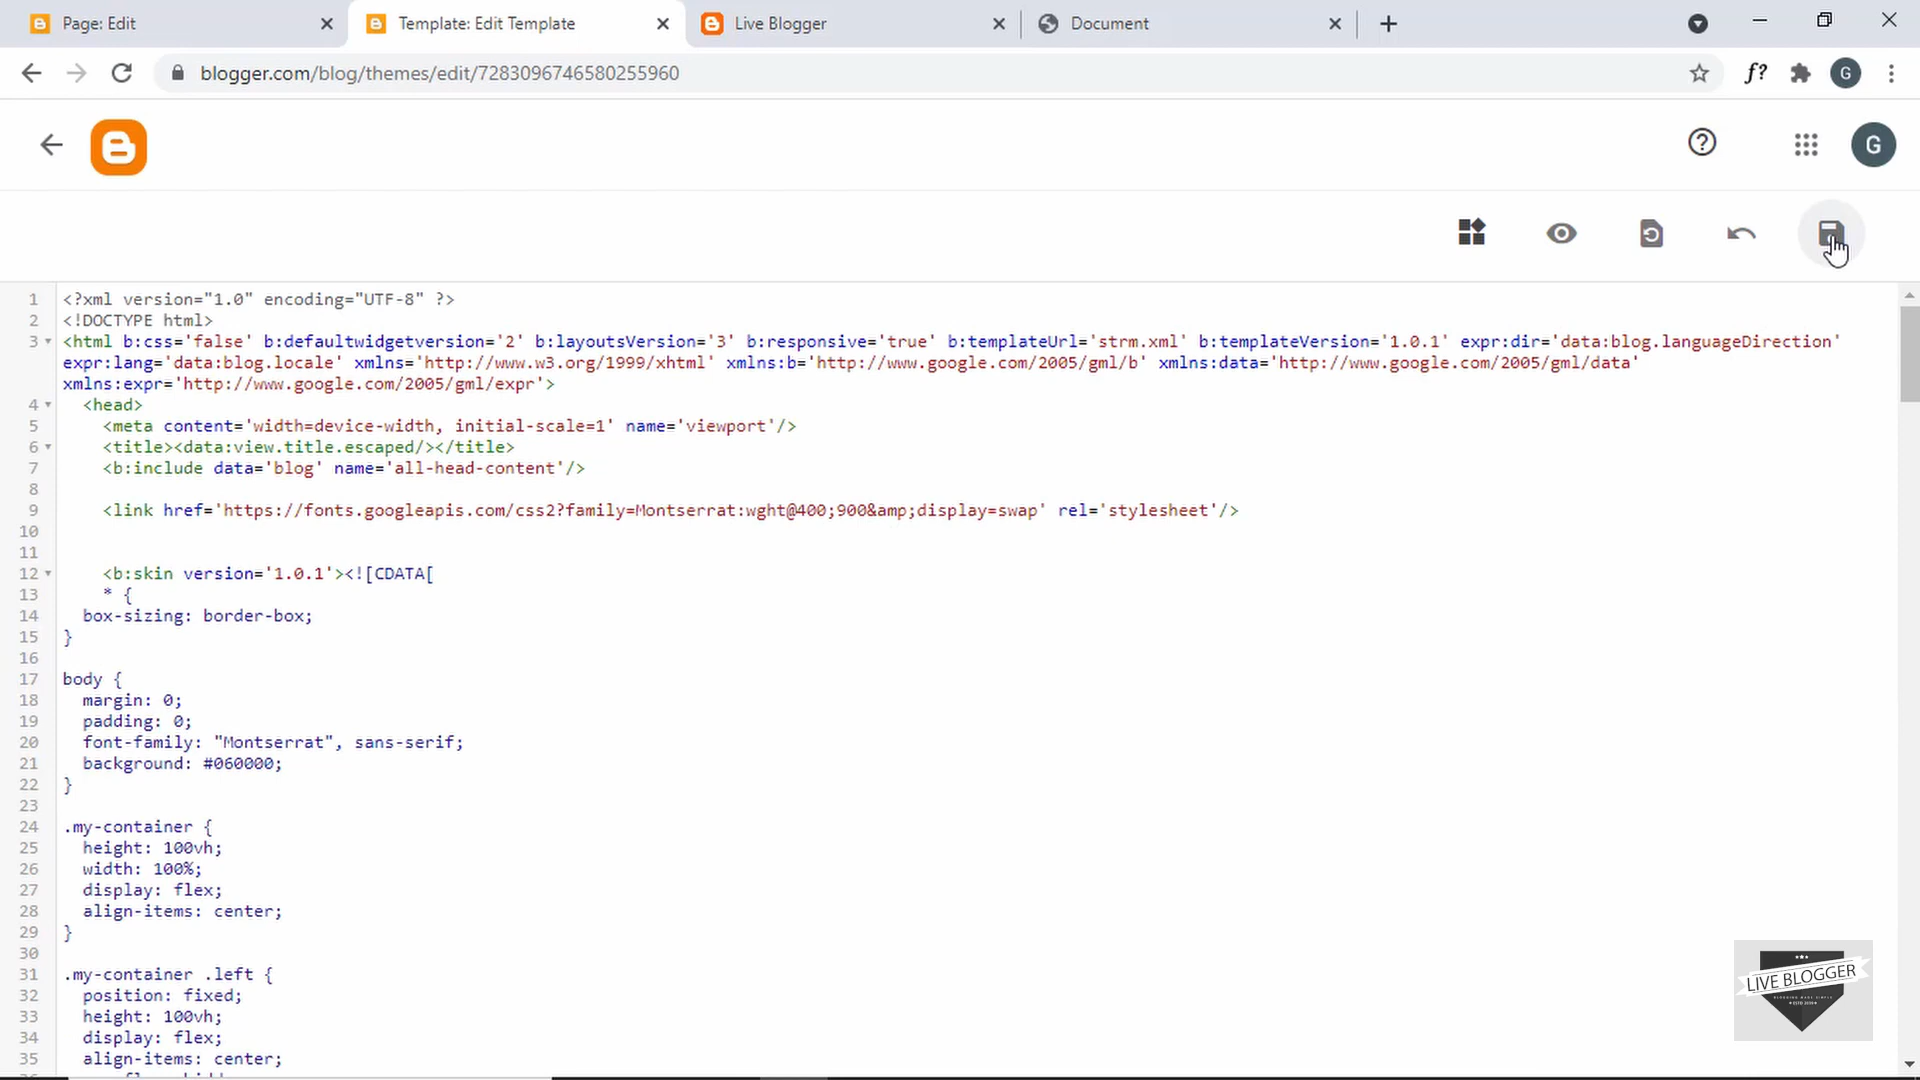 Page: Edit
Template: Edit Template
Live Blogger
Document
blogger.com/blog/themes/edit/7283096746580255960
f?
G
G
1 <?xml version="1.0" encoding="UTF-8" ?>
2 <!DOCTYPE html>
3 <html b:css='false' b:defaultwidgetversion='2' b:layoutsVersion='3' b:responsive='true' b:templateUrl='strm.xml' b:templateVersion='1.0.1' expr:dir='data:blog.languageDirection'
expr:lang='data:blog.locale' xmlns='http://www.w3.org/1999/xhtml' xmlns:b='http://www.google.com/2005/gml/b' xmlns:data='http://www.google.com/2005/gml/data'
xmlns:expr='http://www.google.com/2005/gml/expr'>
4 <head>
5 <meta content='width=device-width, initial-scale=1' name='viewport'/>
6 <title><data:view.title.escaped/></title>
7 <b:include data='blog' name='all-head-content'/>
8
9 <link href='https://fonts.googleapis.com/css2?family=Montserrat:wght@400;900&amp;display=swap' rel='stylesheet'/>
10
11
12 <b:skin version='1.0.1'><![CDATA[
13 * {
14 box-sizing: border-box;
15 }
16
17 body {
18 margin: 0;
19 padding: 0;
20 font-family: "Montserrat", sans-serif;
21 background: #060000;
22 }
23
24 .my-container {
25 height: 100vh;
26 width: 100%;
27 display: flex;
28 align-items: center;
29 }
30
31 .my-container .left {
32 position: fixed;
33 height: 100vh;
34 display: flex;
35 align-items: center;
LIVE BLOGGER